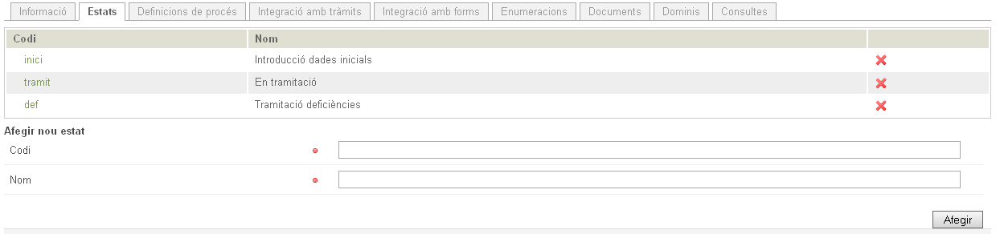 Informació Estats Definicions de procés Integració amb tràmits Integració amb forms Enumeracions Documents Dominis Consultes
Codi Nom
inici Introducció dades inicials
tramit En tramitació
def Tramitació deficiències
Afegir nou estat
Codi
Nom
Afegir